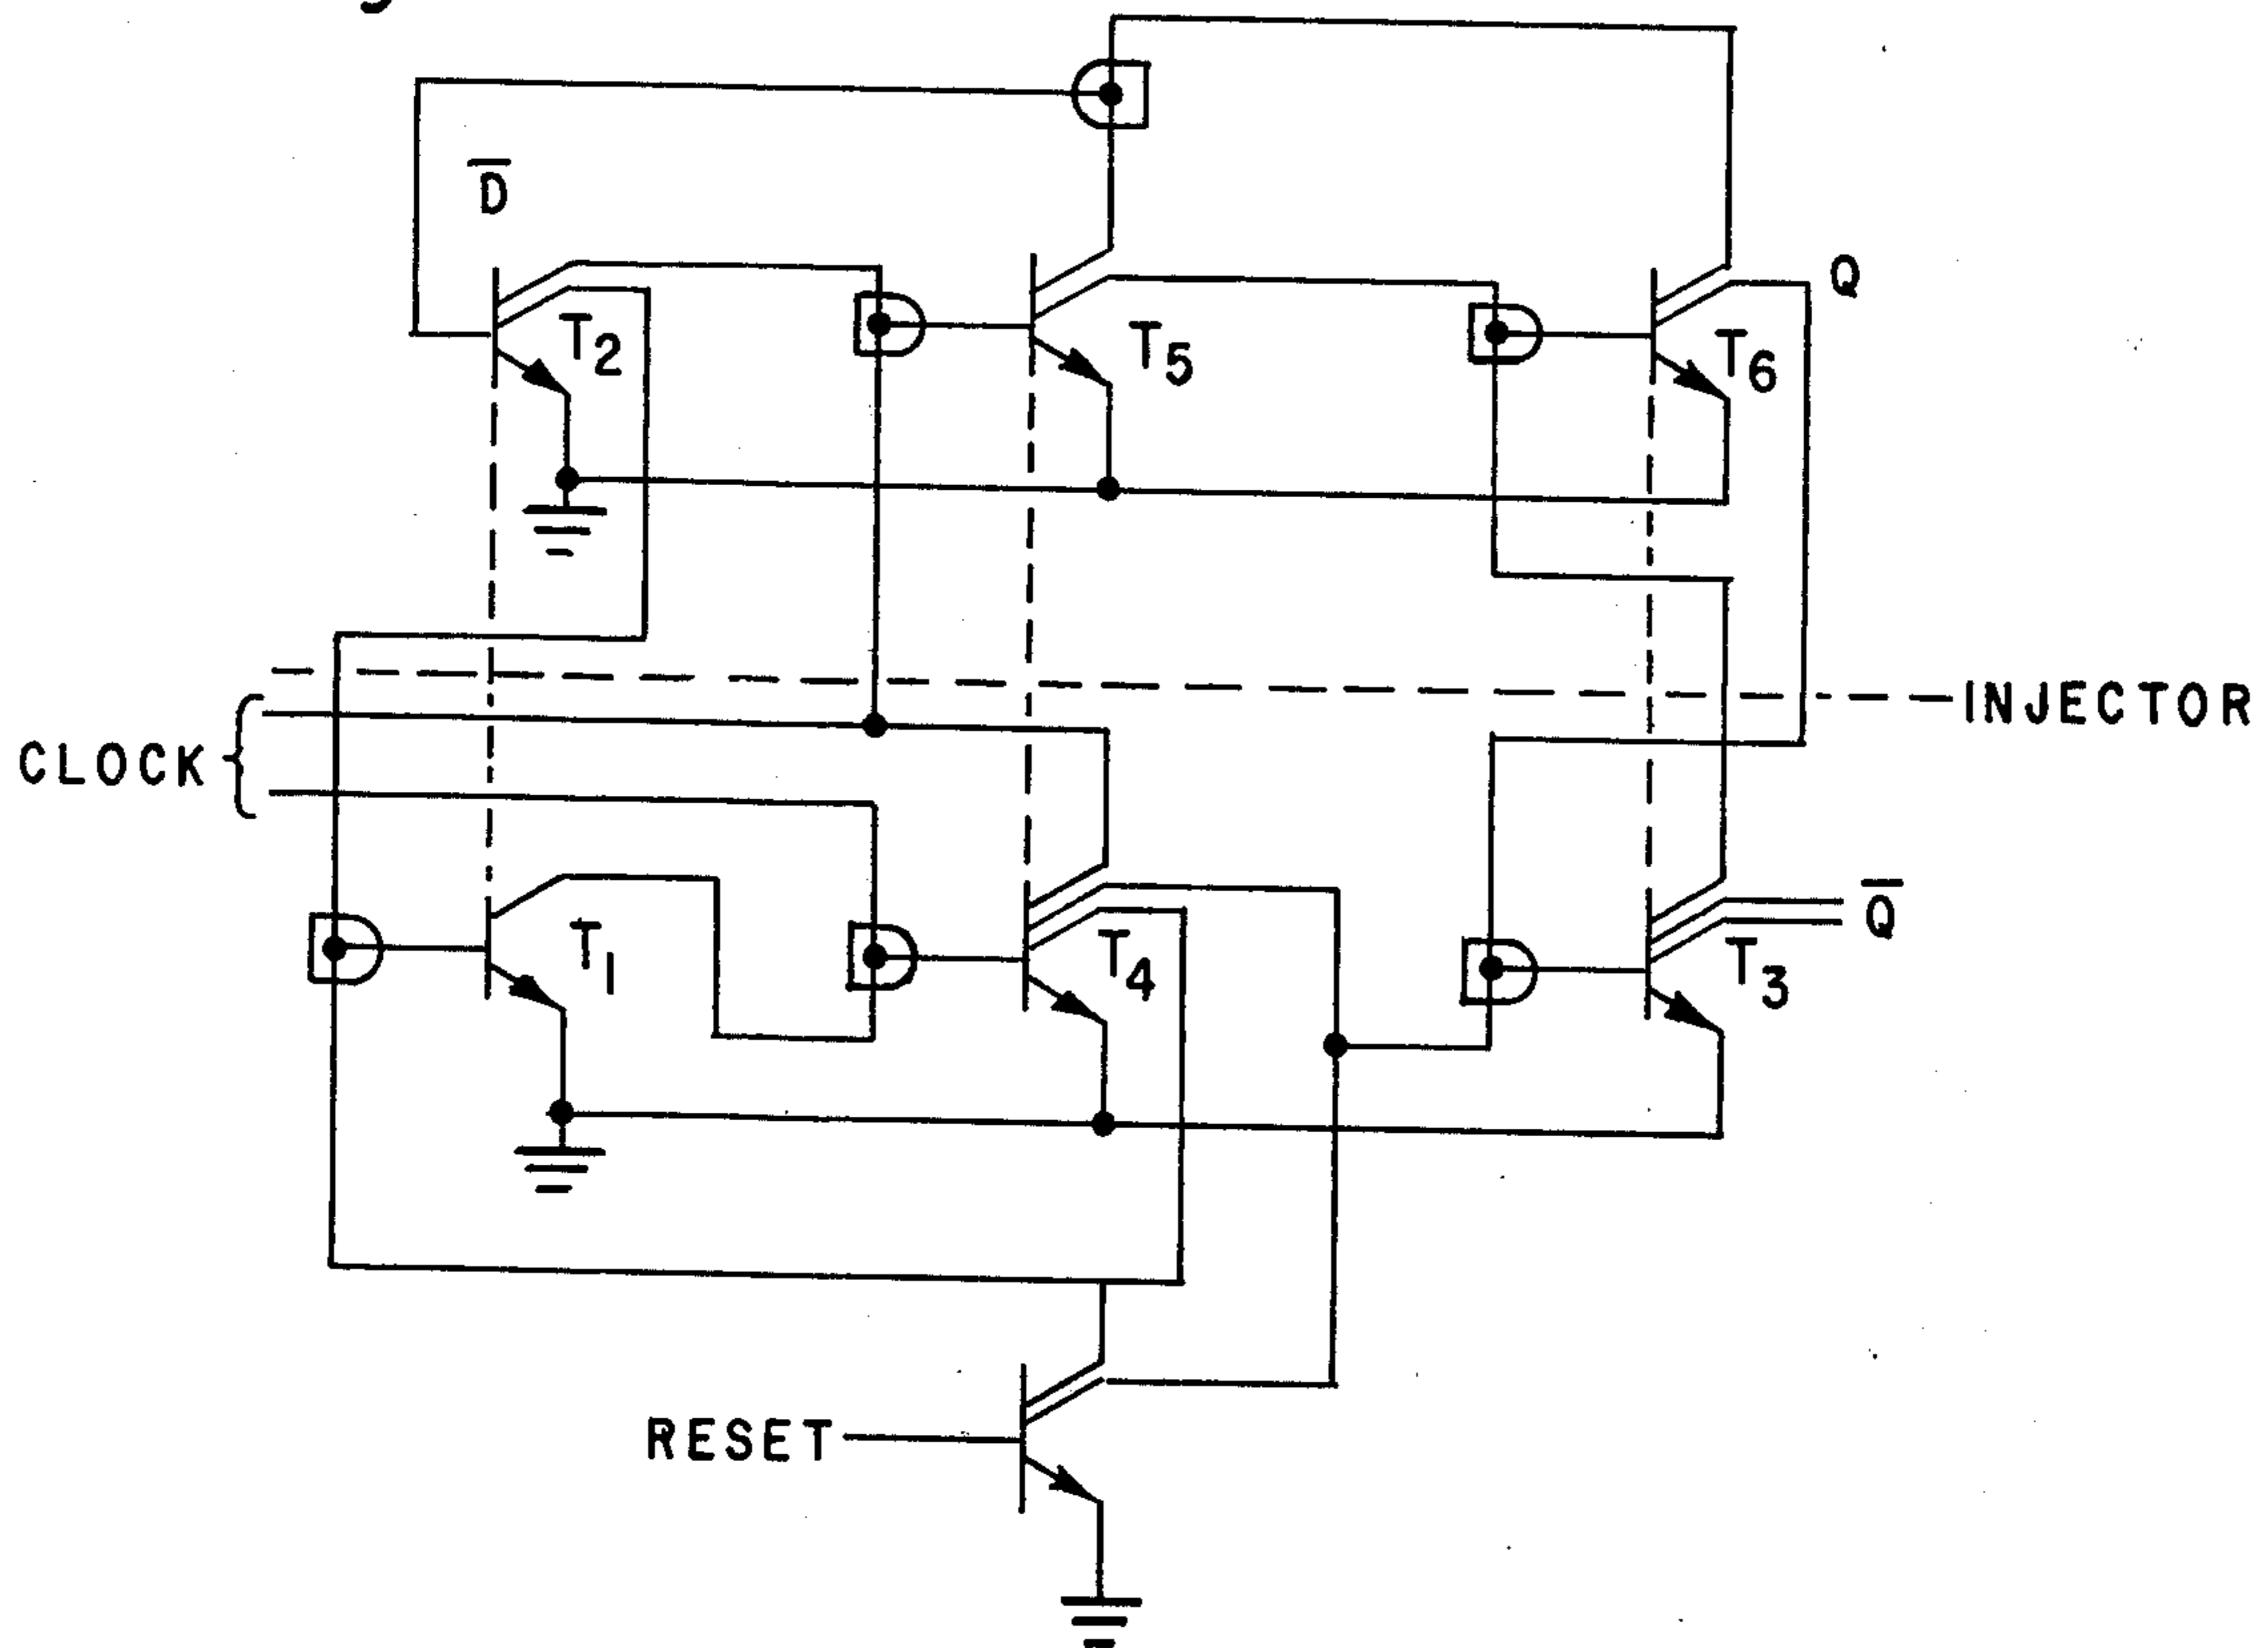 D̅
Q
T2
T5
T6
INJECTOR
CLOCK
T1
T4
T3
Q̅
RESET